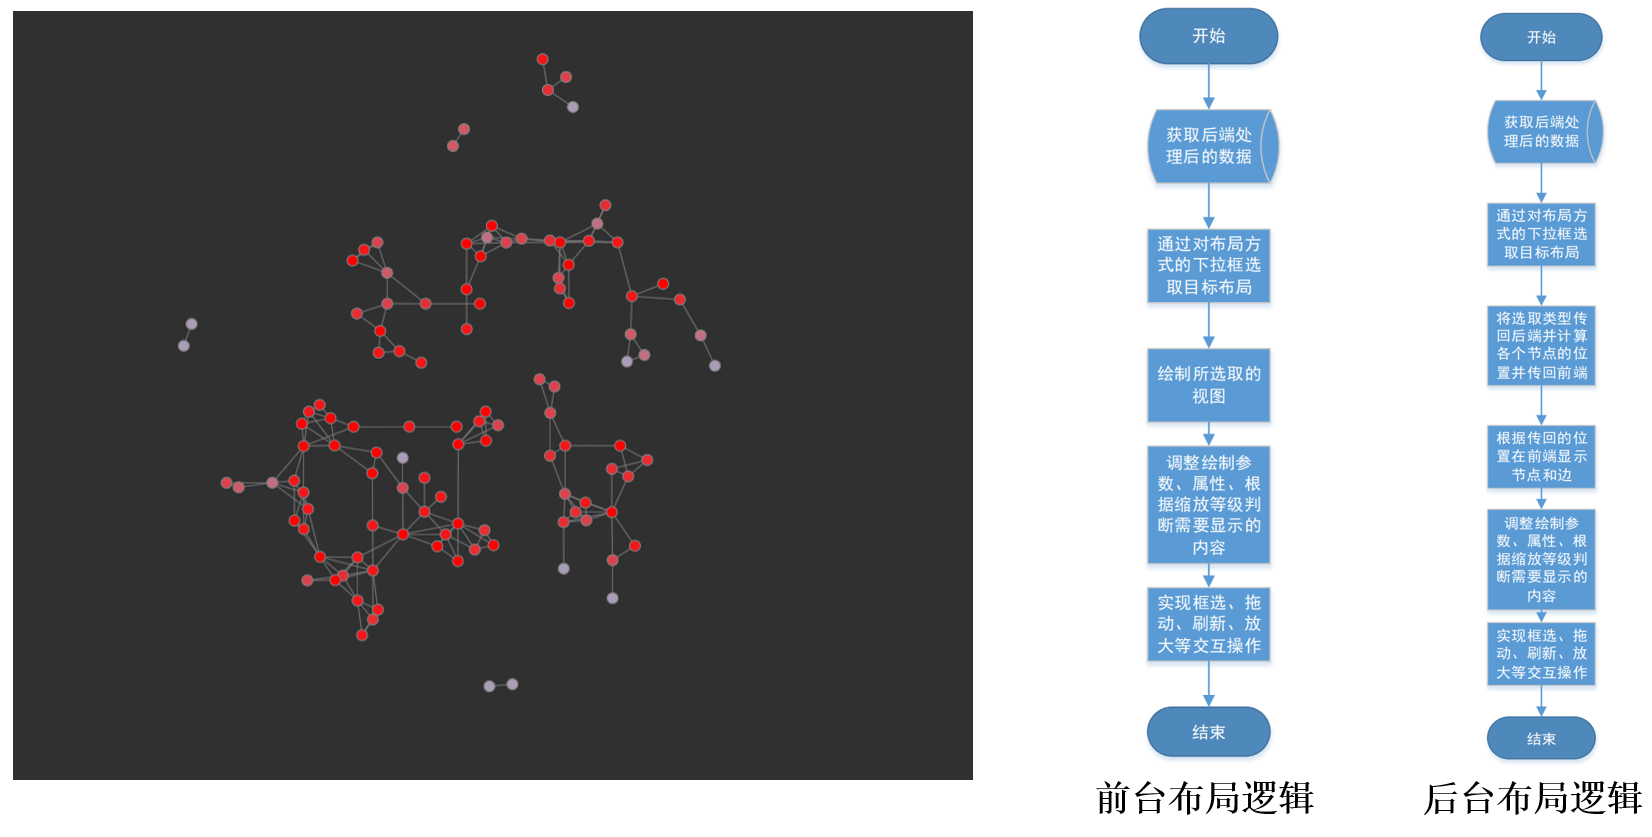 开始
获取后端处
理后的数据
通过对布局方
式的下拉框选
取目标布局
绘制所选取的
视图
调整绘制参
数、属性、根
据缩放等级判
断需要显示的
内容
实现框选、拖
动、刷新、放
大等交互操作
结束
前台布局逻辑
开始
获取后端处
理后的数据
通过对布局方
式的下拉框选
取目标布局
将选取类型传
回后端并计算
各个节点的位
置并传回前端
根据传回的位
置在前端显示
节点和边
调整绘制参
数、属性、根
据缩放等级判
断需要显示的
内容
实现框选、拖
动、刷新、放
大等交互操作
结束
后台布局逻辑